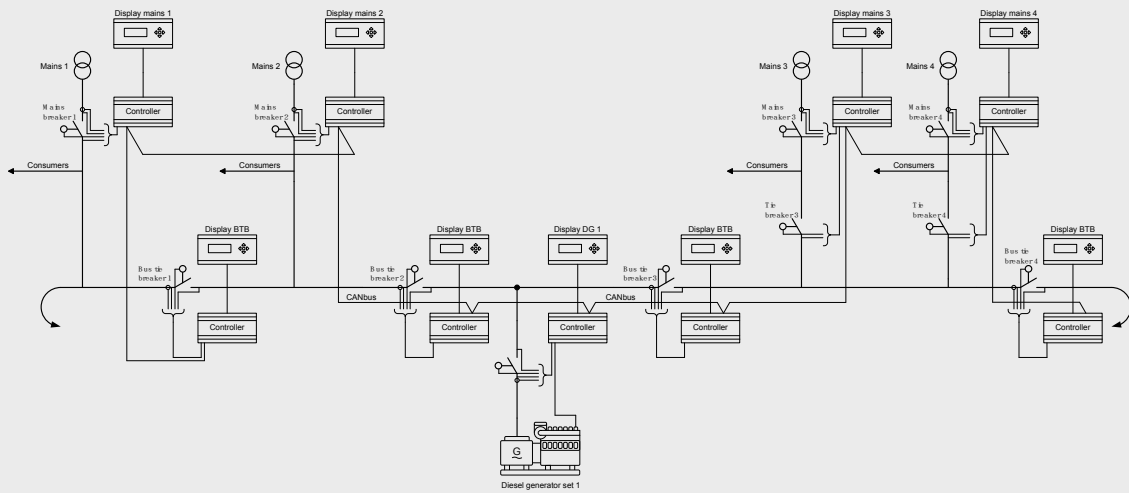 Display mains 1
Display mains 2
Display mains 3
Display mains 4
Mains 1
Mains 2
Mains 3
Mains 4
Controller
Controller
Controller
Controller
Mains
breaker 1
Mains
breaker 2
Mains
breaker 3
Mains
breaker 4
Consumers
Consumers
Consumers
Consumers
Tie
breaker 3
Tie
breaker 4
Display BTB
Display BTB
Display DG 1
Display BTB
Display BTB
Bus tie
breaker 1
Bus tie
breaker 2
Bus tie
breaker 3
Bus tie
breaker 4
CANbus
CANbus
Controller
Controller
Controller
Controller
Controller
G
~
Diesel generator set 1